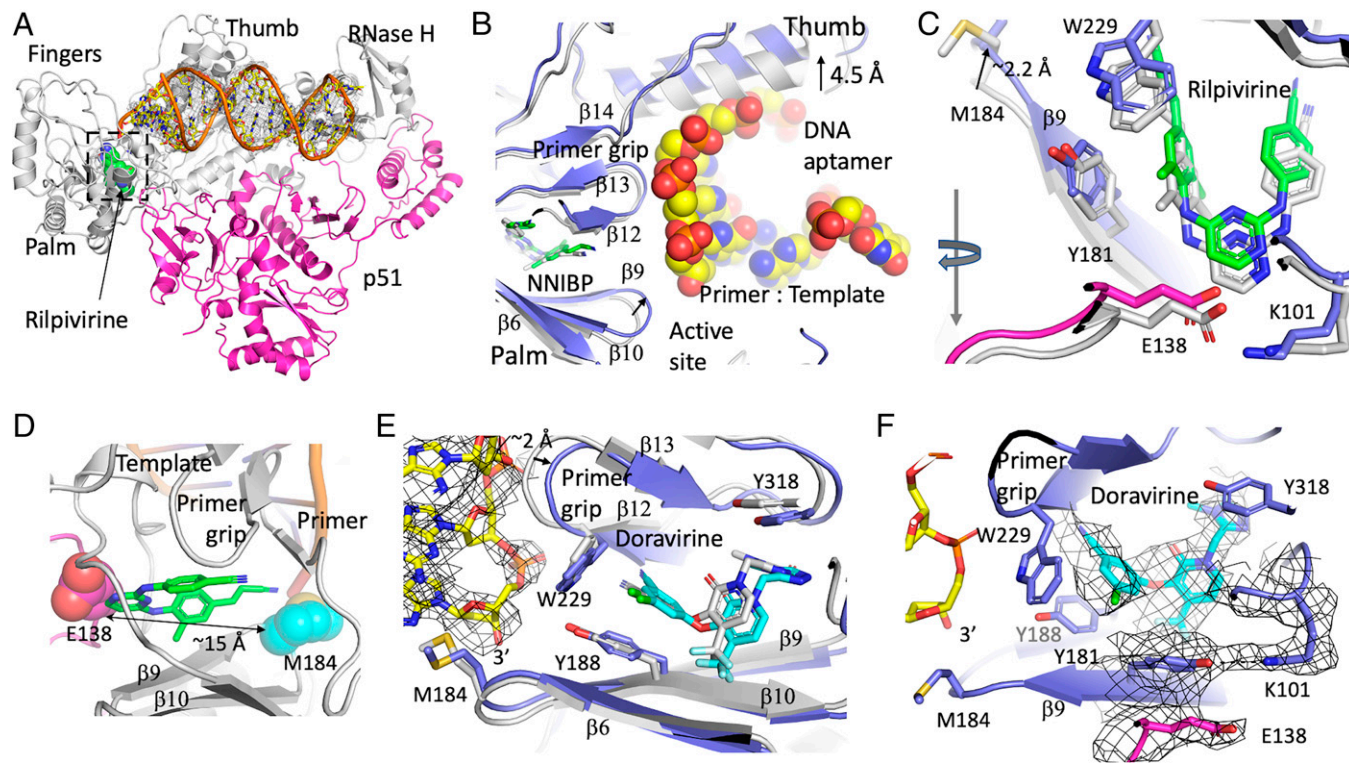 A
Fingers
Thumb
RNase H
Palm
p51
Rilpivirine
B
Thumb
4.5 Å
β14
Primer grip
DNA
aptamer
β13
β12
NNIBP
β9
Primer : Template
β6
Palm
β10
Active
site
C
W229
~2.2 Å
M184
β9
Rilpivirine
Y181
K101
E138
D
Template
Primer
grip
Primer
E138
~15 Å
M184
β9
β10
E
~2 Å
β13
Primer
grip
Y318
β12
Doravirine
W229
β9
3’
Y188
M184
β10
β6
F
Primer
grip
Doravirine
Y318
W229
3’
Y188
Y181
K101
M184
β9
E138